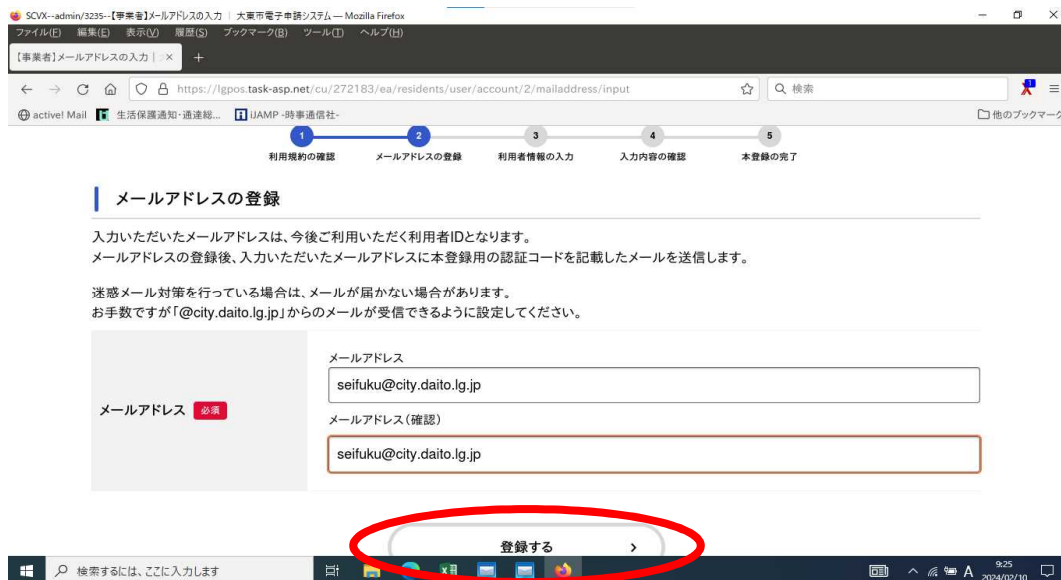 SCVX--admin/3235--【事業者】メールアドレスの入力 | 大東市電子申請システム — Mozilla Firefox
ファイル(F) 編集(E) 表示(V) 履歴(S) ブックマーク(B) ツール(T) ヘルプ(H)
【事業者】メールアドレスの入力 |
https://lgpos.task-asp.net/cu/272183/ea/residents/user/account/2/mailaddress/input
検索
active! Mail 生活保護通知・通達総... iJAMP -時事通信社- 他のブックマーク
1 2 3 4 5
利用規約の確認 メールアドレスの登録 利用者情報の入力 入力内容の確認 本登録の完了
メールアドレスの登録
入力いただいたメールアドレスは、今後ご利用いただく利用者IDとなります。
メールアドレスの登録後、入力いただいたメールアドレスに本登録用の認証コードを記載したメールを送信します。
迷惑メール対策を行っている場合は、メールが届かない場合があります。
お手数ですが「@city.daito.lg.jp」からのメールが受信できるように設定してください。
メールアドレス
seifuku@city.daito.lg.jp
メールアドレス 必須
メールアドレス(確認)
seifuku@city.daito.lg.jp
登録する
検索するには、ここに入力します
A 9:25
2024/02/10